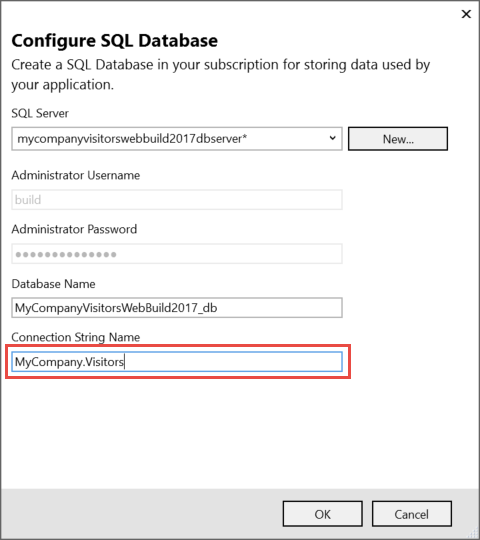 Configure SQL Database
Create a SQL Database in your subscription for storing data used by
your application.
SQL Server
mycompanyvisitorswebbuild2017dbserver*
New...
Administrator Username
build
Administrator Password
●●●●●●●●●●●●●●
Database Name
MyCompanyVisitorsWebBuild2017_db
Connection String Name
MyCompany.Visitors
OK
Cancel